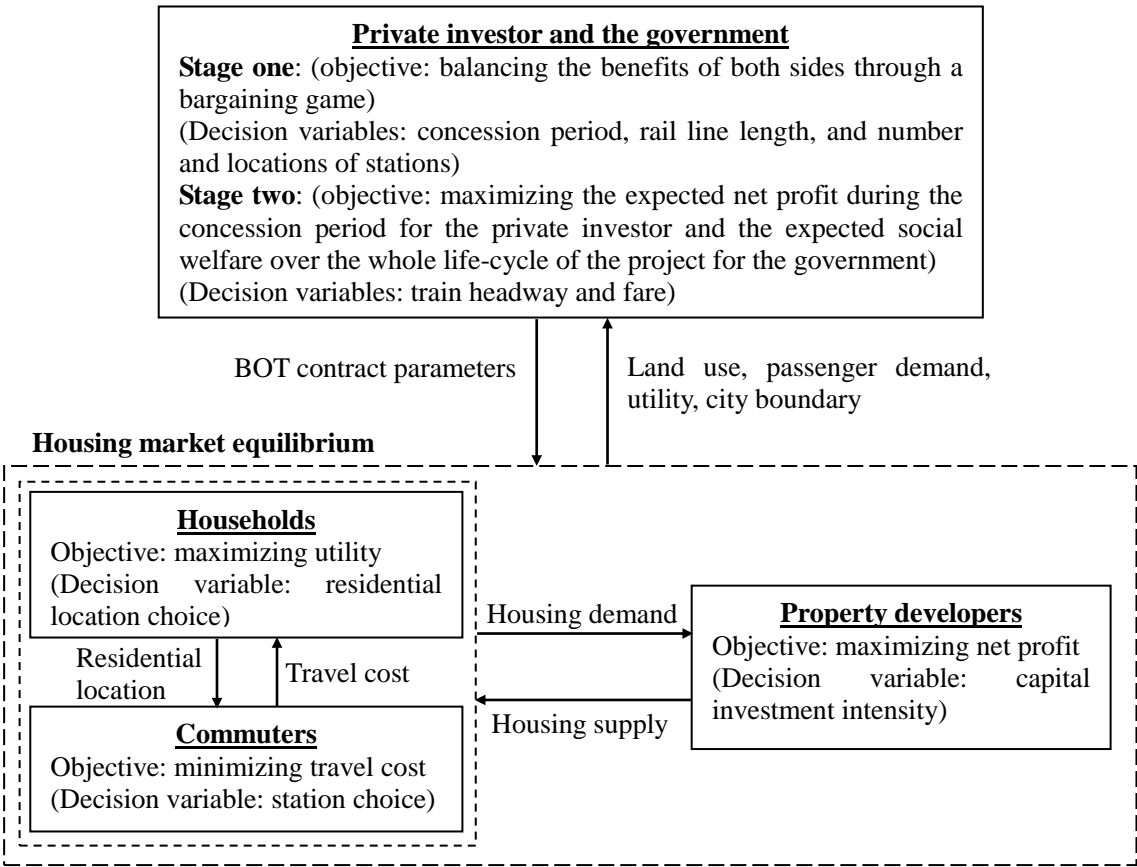 Private investor and the government
Stage one: (objective: balancing the benefits of both sides through a
bargaining game)
(Decision variables: concession period, rail line length, and number
and locations of stations)
Stage two: (objective: maximizing the expected net profit during the
concession period for the private investor and the expected social
welfare over the whole life-cycle of the project for the government)
(Decision variables: train headway and fare)
BOT contract parameters
Land use, passenger demand,
utility, city boundary
Housing market equilibrium
Households
Objective: maximizing utility
(Decision variable: residential
location choice)
Residential
location
Travel cost
Commuters
Objective: minimizing travel cost
(Decision variable: station choice)
Housing demand
Housing supply
Property developers
Objective: maximizing net profit
(Decision variable: capital
investment intensity)